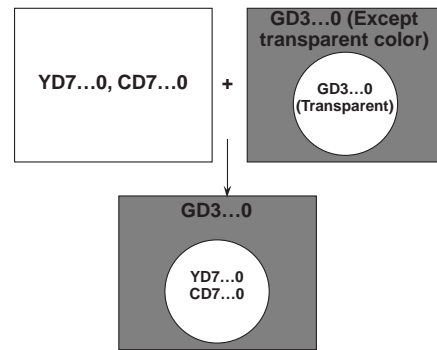 YD7…0, CD7…0
+
GD3…0 (Except
transparent color)
GD3…0
(Transparent)
GD3…0
YD7…0
CD7…0